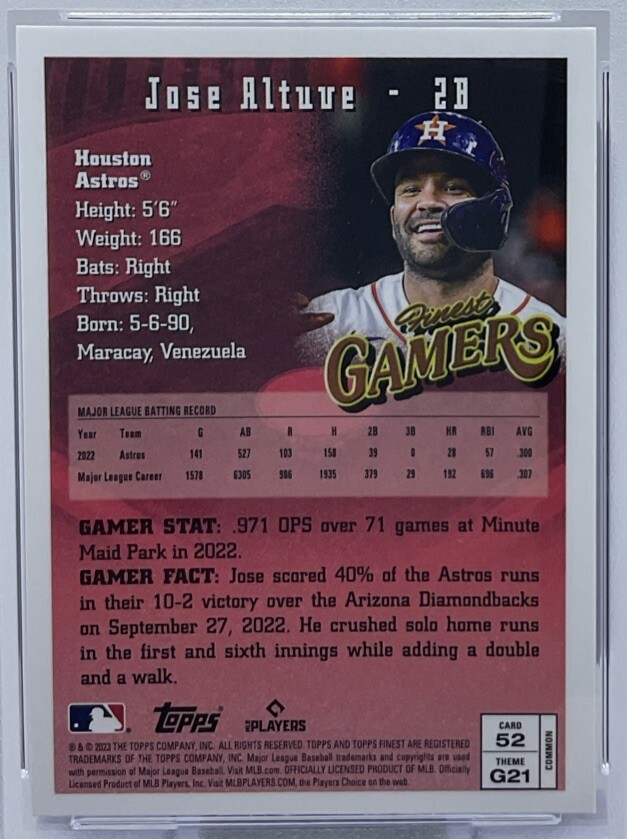 Jose Altuve - 2B
Houston
Astros®
Height: 5'6"
Weight: 166
Bats: Right
Throws: Right
Born: 5-6-90,
Maracay, Venezuela
Finest
GAMERS
MAJOR LEAGUE BATTING RECORD
Year Team G AB R H 2B 3B HR RBI AVG
2022 Astros 141 527 103 158 39 0 28 57 .300
Major League Career 1578 6305 986 1935 379 29 192 696 .307
GAMER STAT: .971 OPS over 71 games at Minute
Maid Park in 2022.
GAMER FACT: Jose scored 40% of the Astros runs
in their 10-2 victory over the Arizona Diamondbacks
on September 27, 2022. He crushed solo home runs
in the first and sixth innings while adding a double
and a walk.
topps
MLB PLAYERS
® & © 2023 THE TOPPS COMPANY, INC. ALL RIGHTS RESERVED. TOPPS AND TOPPS FINEST ARE REGISTERED
TRADEMARKS OF THE TOPPS COMPANY, INC. Major League Baseball trademarks and copyrights are used
with permission of Major League Baseball. Visit MLB.com. OFFICIALLY LICENSED PRODUCT OF MLB. Officially
Licensed Product of MLB Players, Inc. Visit MLBPLAYERS.COM, the Players Choice on the web.
CARD
52
THEME
G21
COMMON